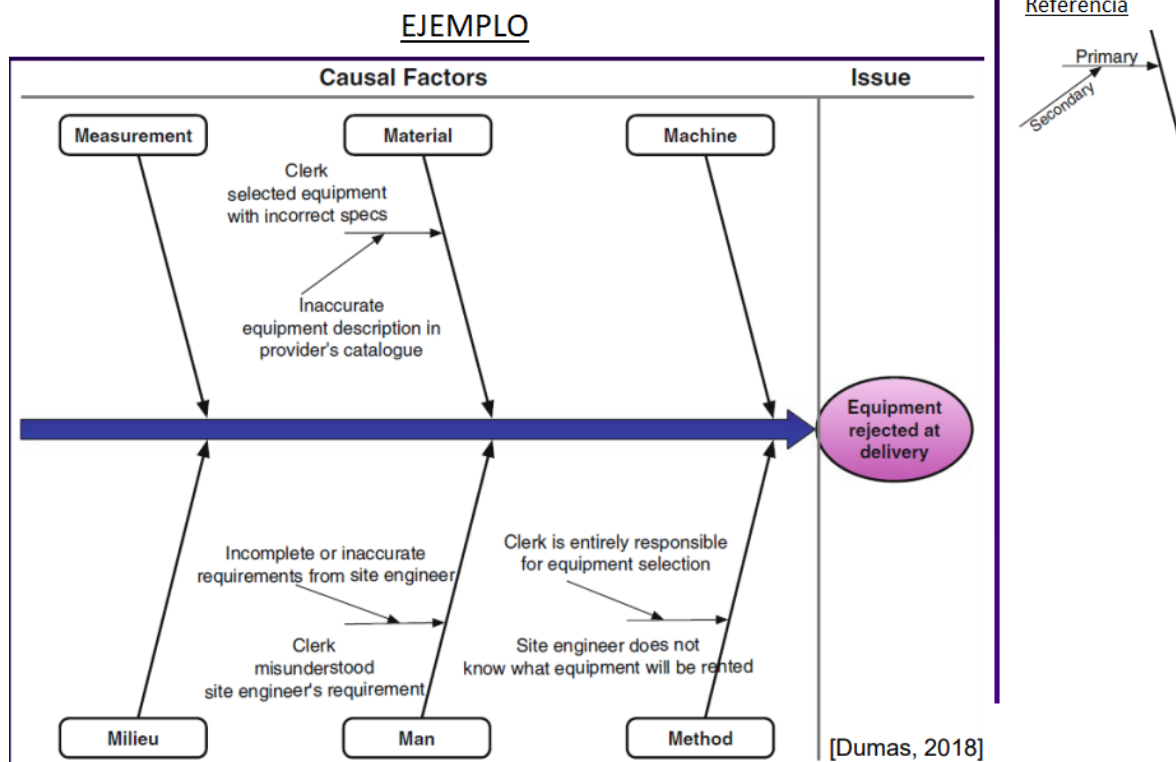 EJEMPLO
Referencia
Primary
Secondary
Causal Factors
Issue
Measurement
Material
Machine
Clerk
selected equipment
with incorrect specs
Inaccurate
equipment description in
provider's catalogue
Equipment
rejected at
delivery
Incomplete or inaccurate
requirements from site engineer
Clerk
misunderstood
site engineer's requirement
Clerk is entirely responsible
for equipment selection
Site engineer does not
know what equipment will be rented
Milieu
Man
Method
[Dumas, 2018]